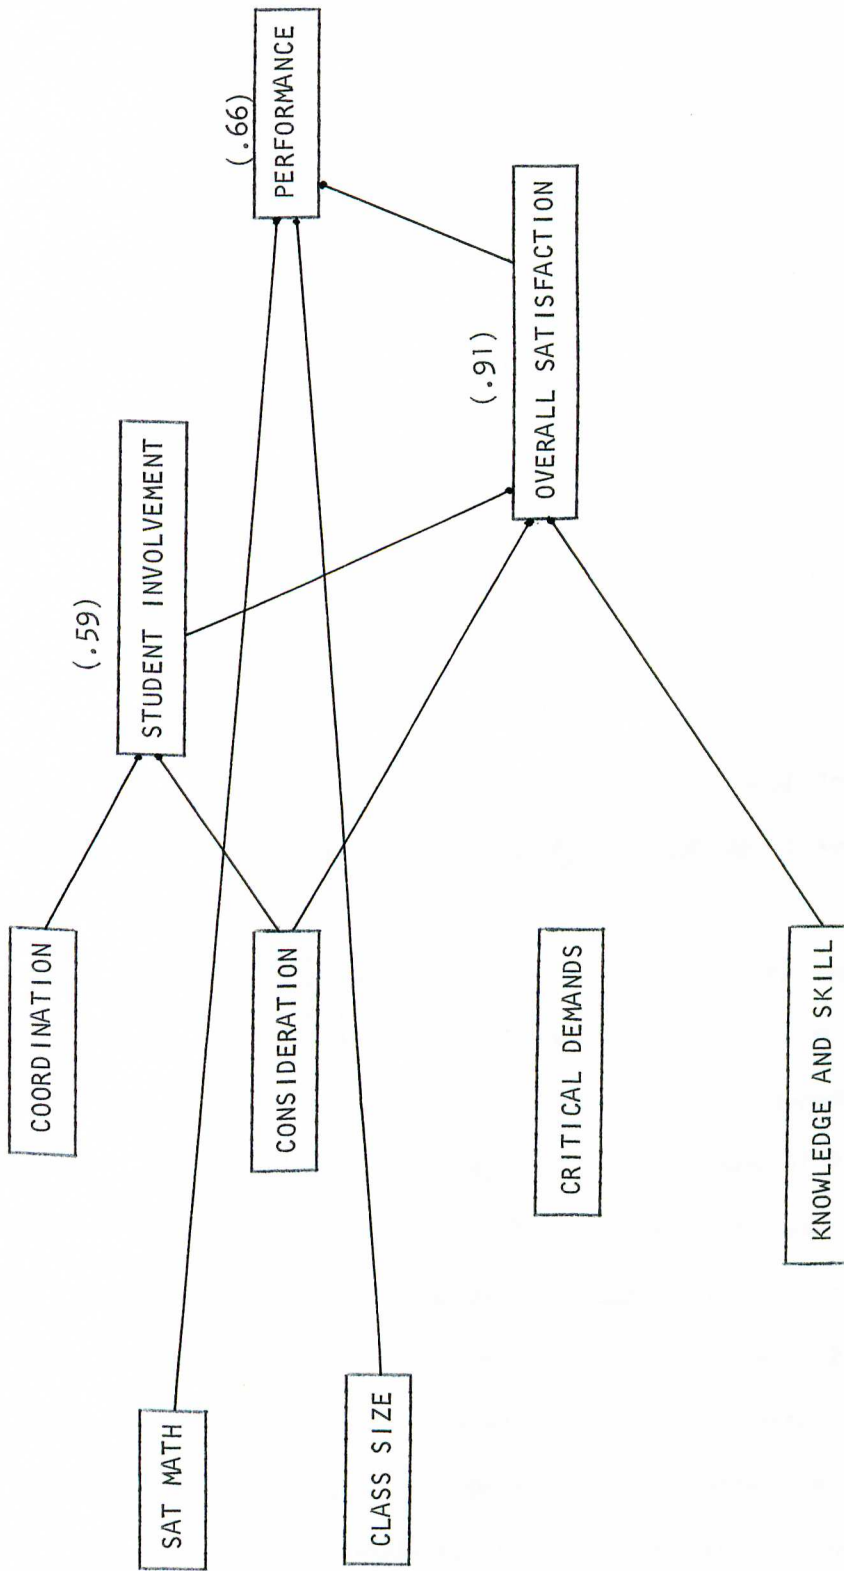 COORDINATION
STUDENT INVOLVEMENT
(.59)
SAT MATH
CONSIDERATION
PERFORMANCE
(.66)
CLASS SIZE
CRITICAL DEMANDS
OVERALL SATISFACTION
(.91)
KNOWLEDGE AND SKILL